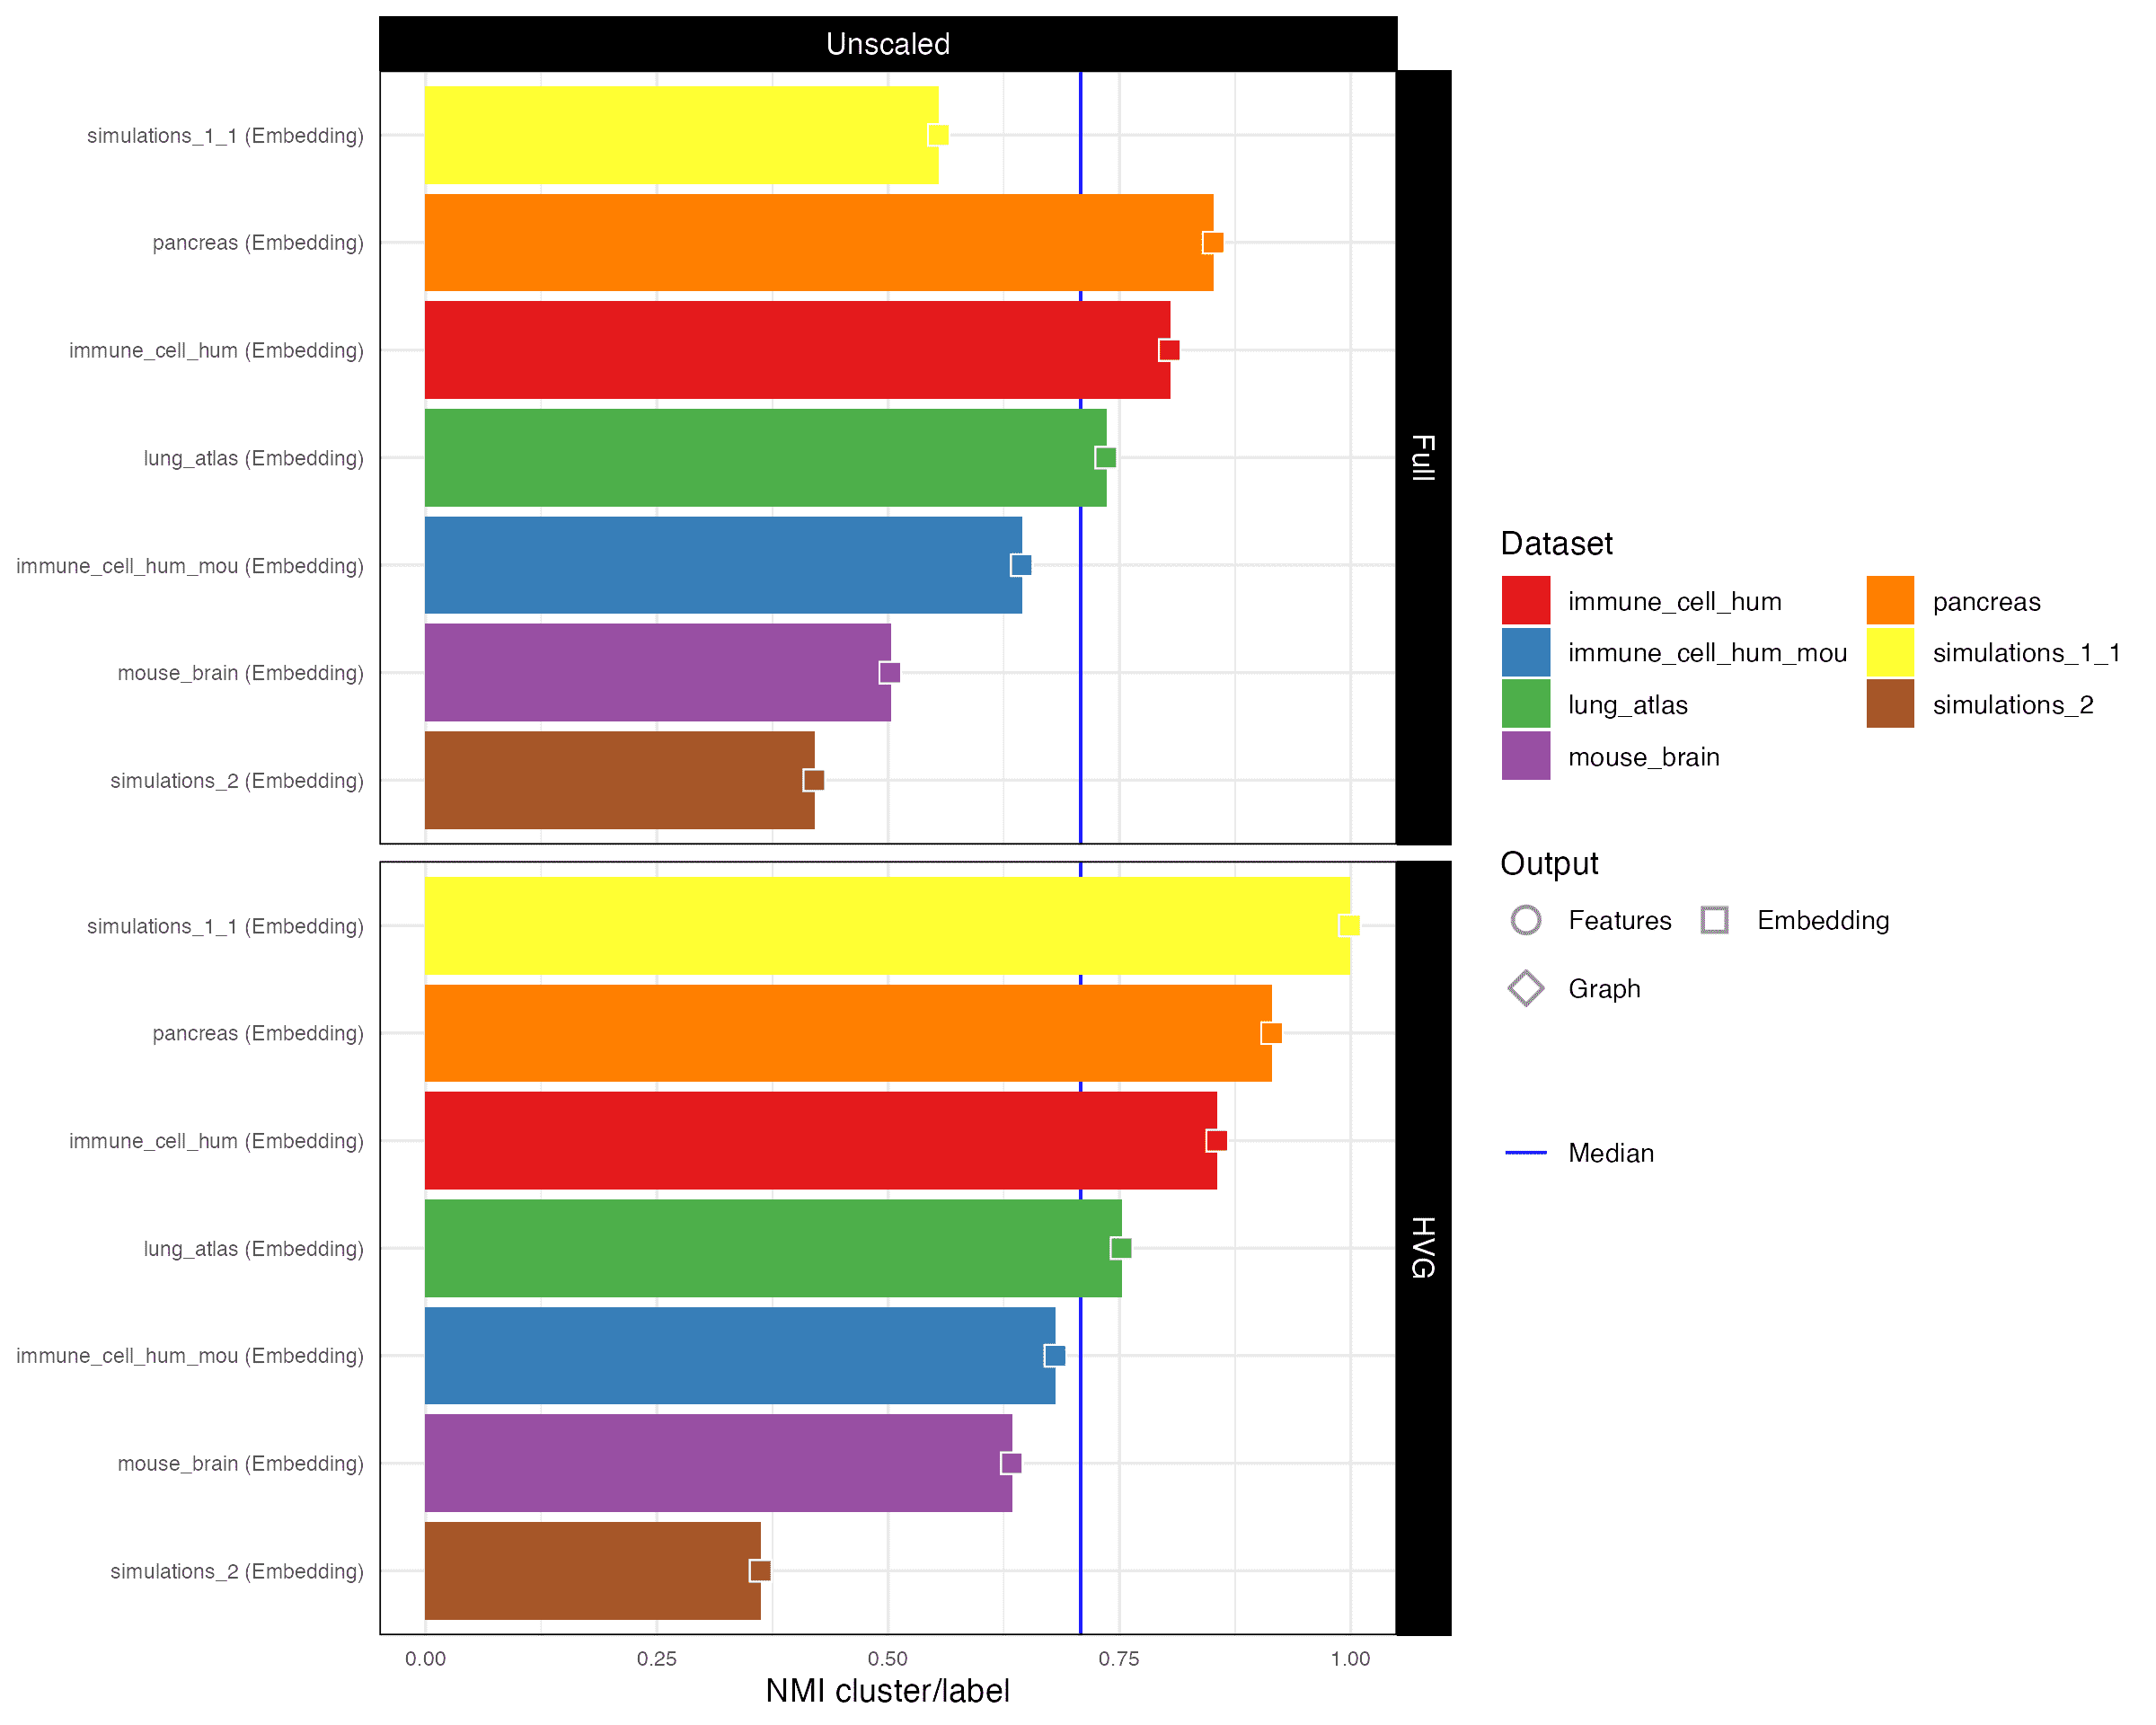 Unscaled
simulations_1_1 (Embedding)
pancreas (Embedding)
immune_cell_hum (Embedding)
lung_atlas (Embedding)
immune_cell_hum_mou (Embedding)
mouse_brain (Embedding)
simulations_2 (Embedding)
Full
simulations_1_1 (Embedding)
pancreas (Embedding)
immune_cell_hum (Embedding)
lung_atlas (Embedding)
immune_cell_hum_mou (Embedding)
mouse_brain (Embedding)
simulations_2 (Embedding)
HVG
0.00 0.25 0.50 0.75 1.00
NMI cluster/label
Dataset
immune_cell_hum pancreas
immune_cell_hum_mou simulations_1_1
lung_atlas simulations_2
mouse_brain
Output
Features Embedding
Graph
Median